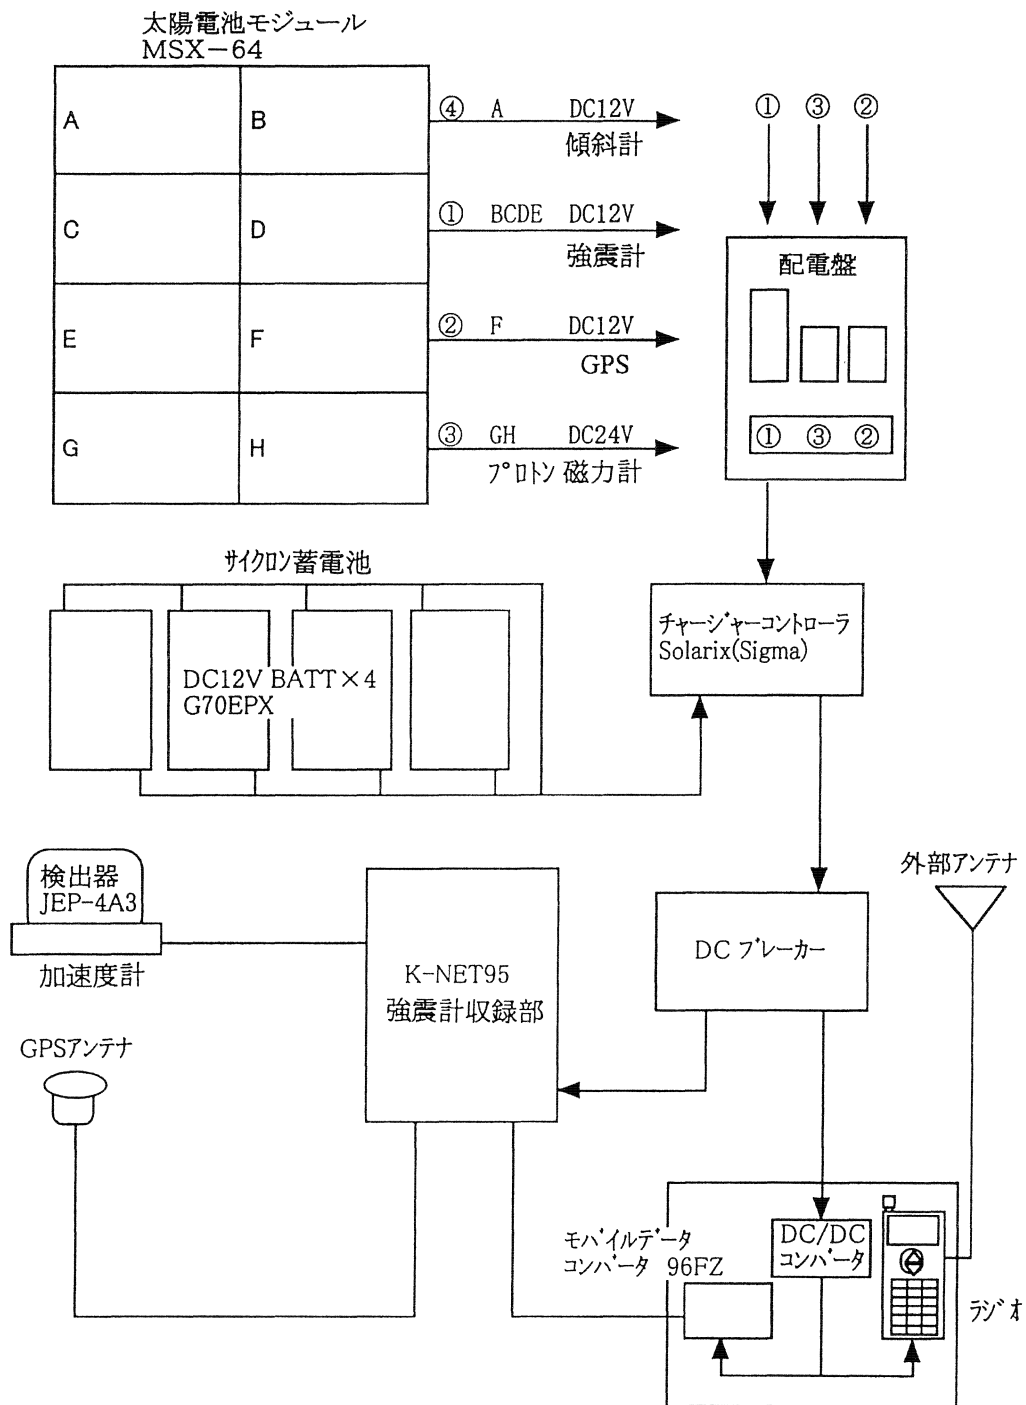 太陽電池モジュール
MSX-64
A
B
④ A DC12V
傾斜計
C
D
① BCDE DC12V
強震計
E
F
② F DC12V
GPS
G
H
③ GH DC24V
プロトン 磁力計
① ③ ②
配電盤
① ③ ②
サイクロン蓄電池
DC12V BATT×4
G70EPX
チャージャーコントローラ
Solarix(Sigma)
検出器
JEP-4A3
加速度計
K-NET95
強震計収録部
DC ブレーカー
外部アンテナ
GPSアンテナ
モバイルデータ
コンバータ 96FZ
DC/DC
コンバータ
ラジオ